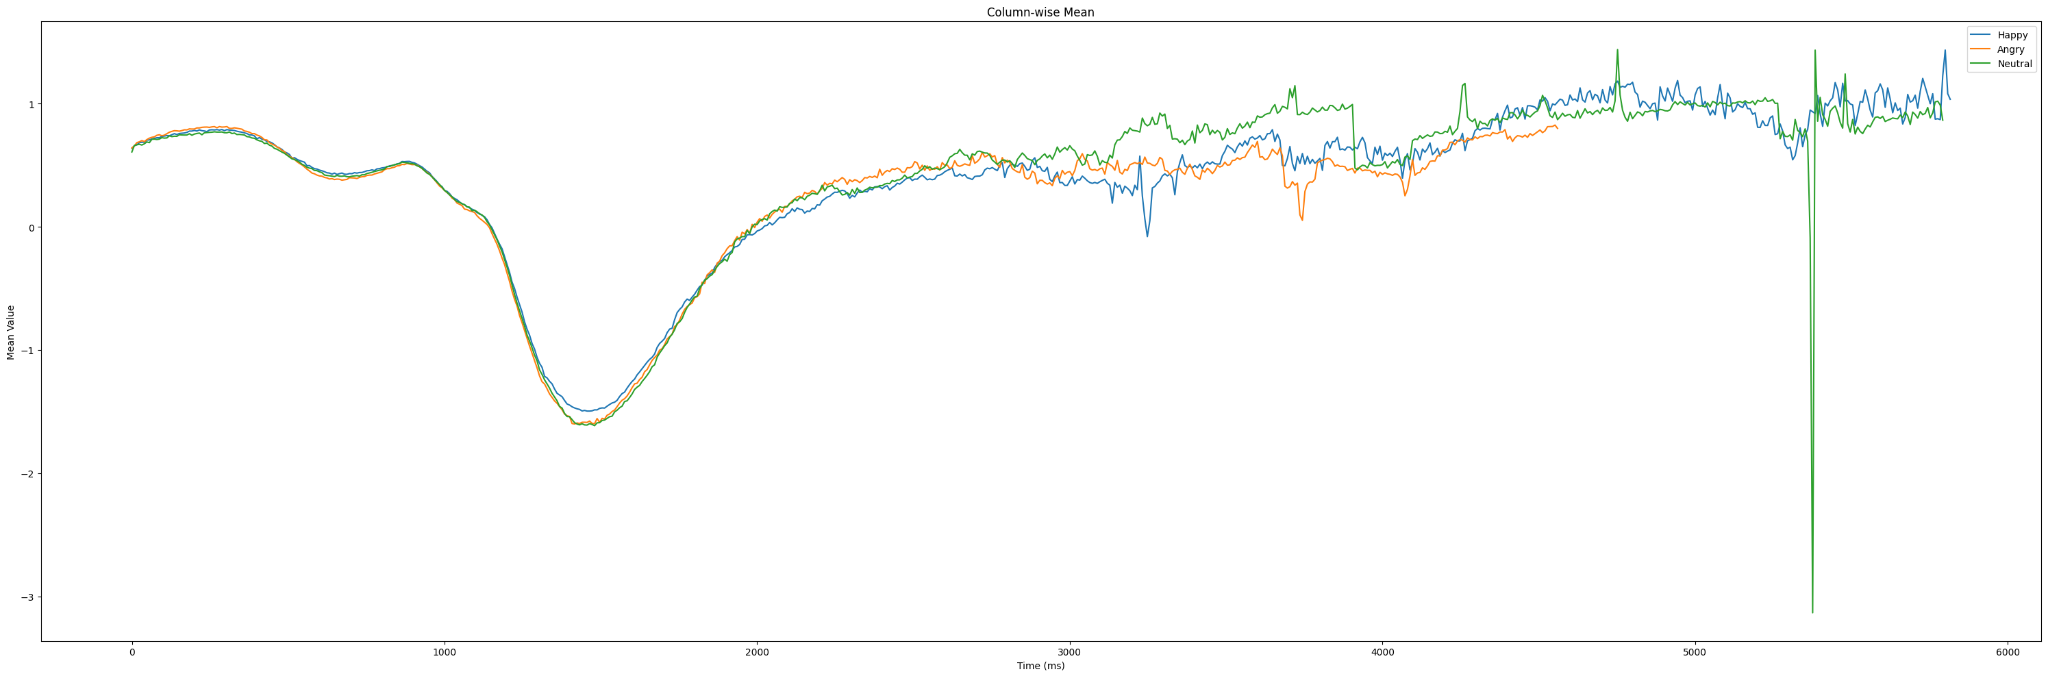 Column-wise Mean
Happy
Angry
Neutral
Mean Value
1
0
−1
−2
−3
0 1000 2000 3000 4000 5000 6000
Time (ms)